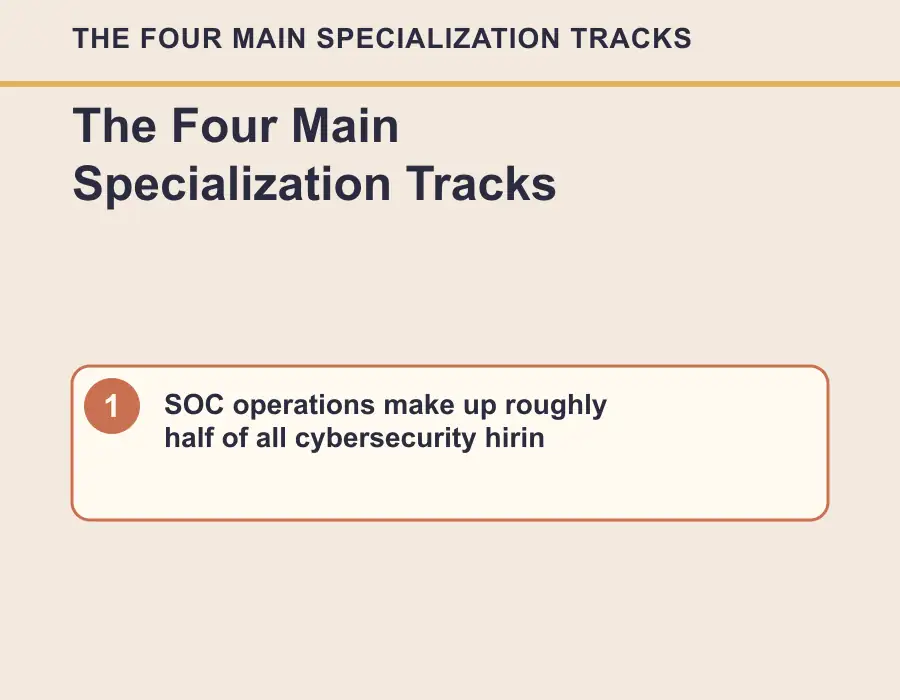 THE FOUR MAIN SPECIALIZATION TRACKS
The Four Main
Specialization Tracks
1
SOC operations make up roughly
half of all cybersecurity hirin